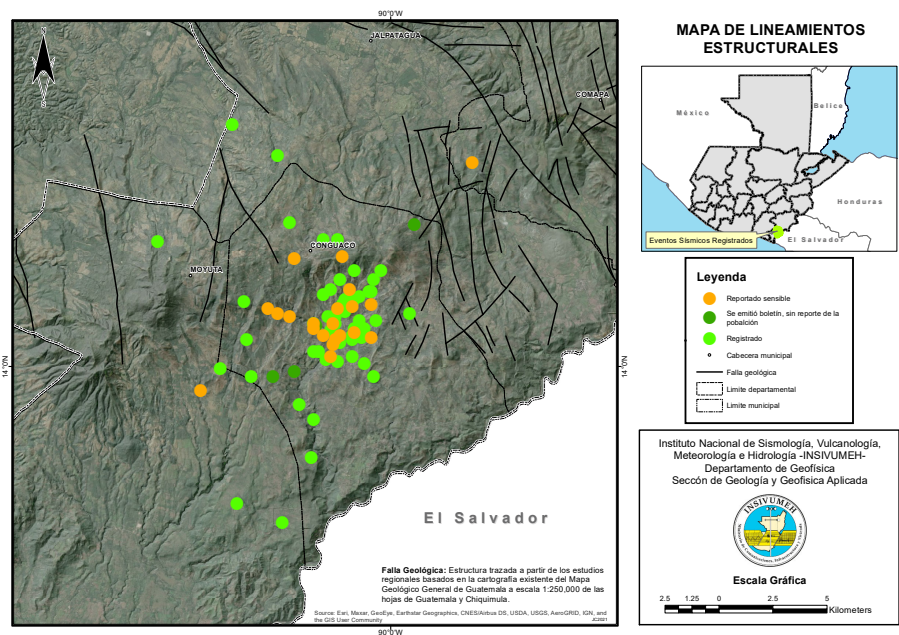 90°0'W
JALPATAGUA
COMAPA
CONGUACO
MOYUTA
14°0'N
14°0'N
El Salvador
Falla Geológica: Estructura trazada a partir de los estudios
regionales basados en la cartografía existente del Mapa
Geológico General de Guatemala a escala 1:250,000 de las
hojas de Guatemala y Chiquimula.
Source: Esri, Maxar, GeoEye, Earthstar Geographics, CNES/Airbus DS, USDA, USGS, AeroGRID, IGN, and
the GIS User Community
JC2021
90°0'W
MAPA DE LINEAMIENTOS
ESTRUCTURALES
México
Belice
Honduras
Eventos Sísmicos Registrados
El Salvador
Leyenda
Reportado sensible
Se emitió boletín, sin reporte de la
pobalción
Registrado
Cabecera municipal
Falla geológica
Limite departamental
Limite municipal
Instituto Nacional de Sismología, Vulcanología,
Meteorología e Hidrología -INSIVUMEH-
Departamento de Geofísica
Seccón de Geología y Geofisica Aplicada
INSIVUMEH
Escala Gráfica
2.5 1.25 0 2.5 5
Kilometers